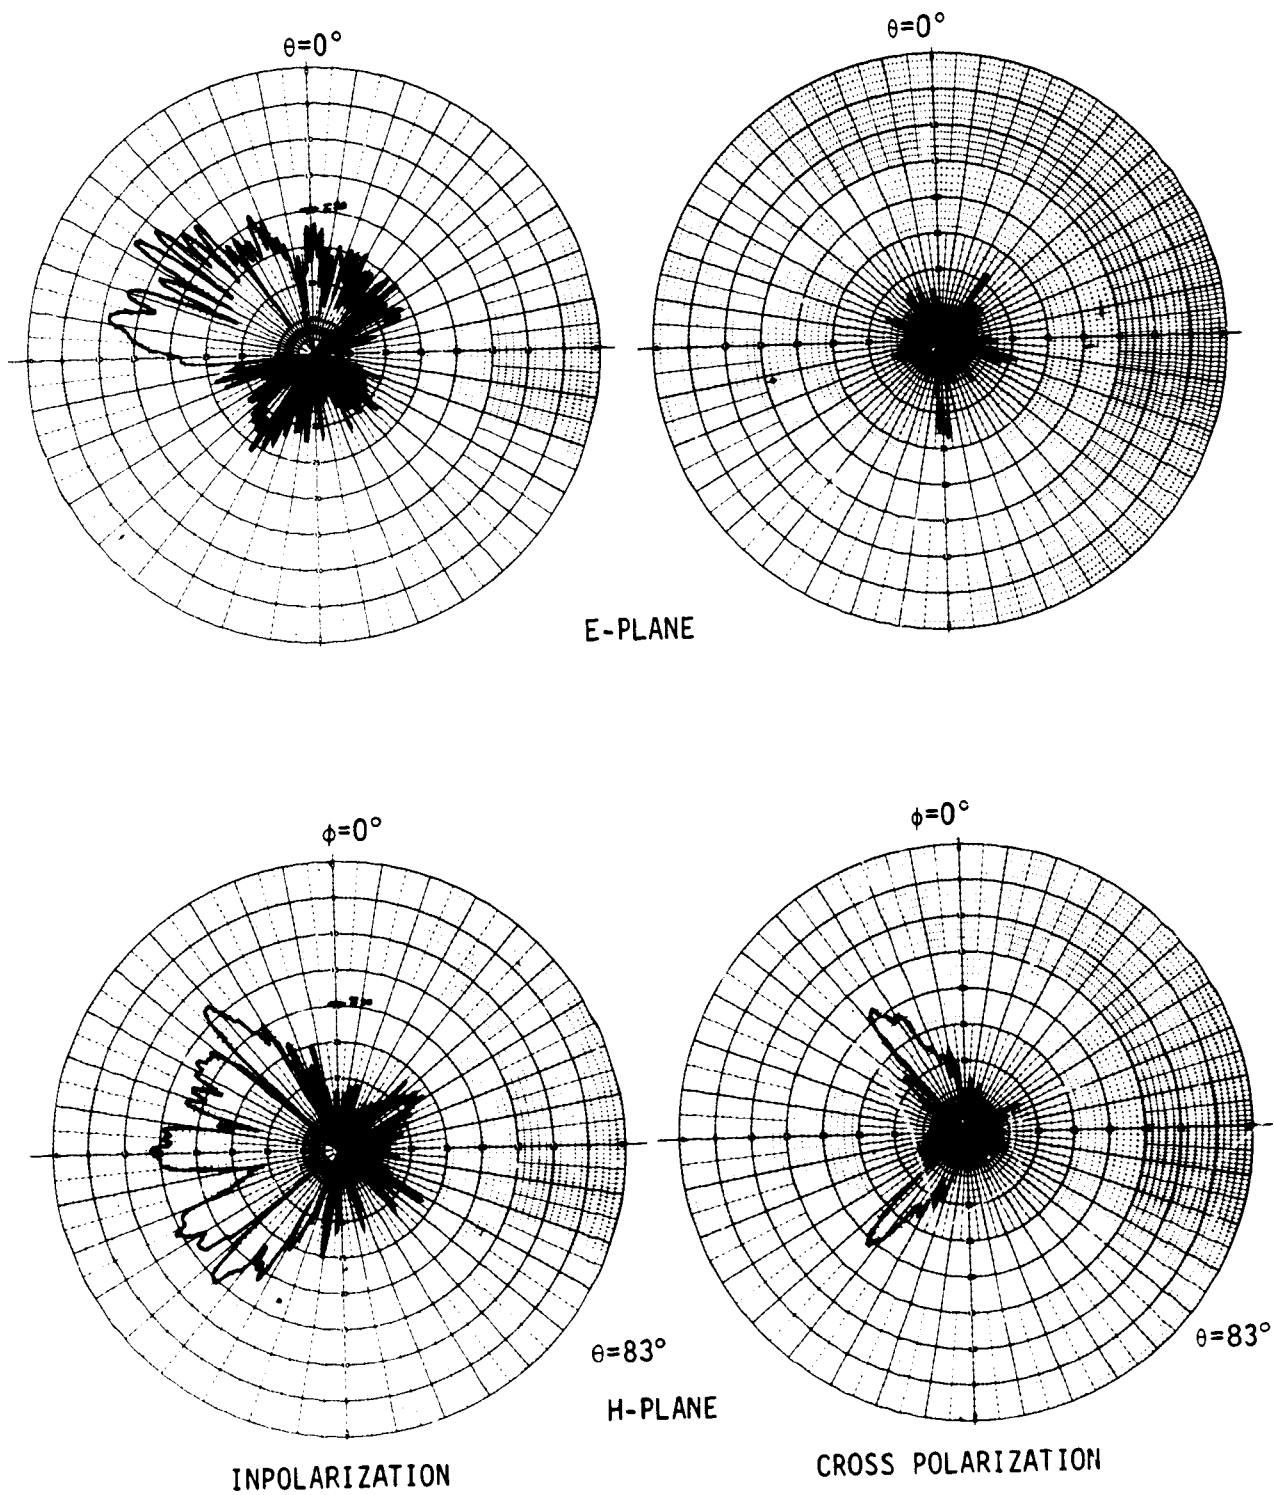 θ=0°
θ=0°
E-PLANE
ϕ=0°
ϕ=0°
θ=83°
θ=83°
H-PLANE
INPOLARIZATION
CROSS POLARIZATION